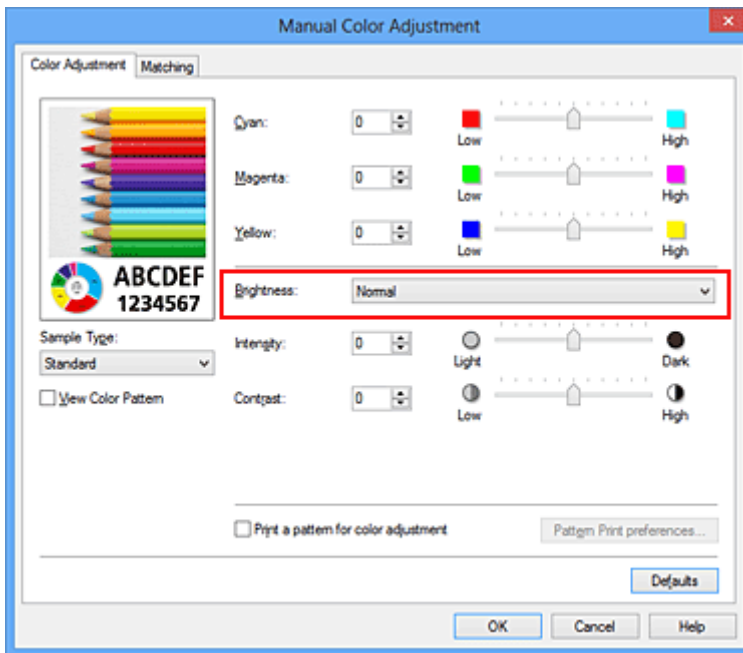 Manual Color Adjustment
Color Adjustment
Matching
ABCDEF
1234567
Sample Type:
Standard
View Color Pattern
Cyan:
0
Low
High
Magenta:
0
Low
High
Yellow:
0
Low
High
Brightness:
Normal
Intensity:
0
Light
Dark
Contrast:
0
Low
High
Print a pattern for color adjustment
Pattern Print preferences...
Defaults
OK
Cancel
Help